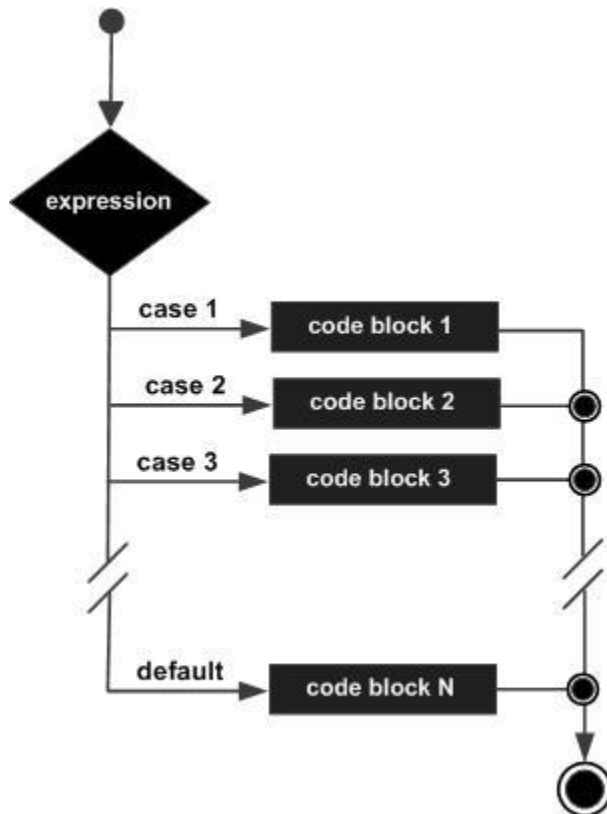 expression
case 1
code block 1
case 2
code block 2
case 3
code block 3
default
code block N